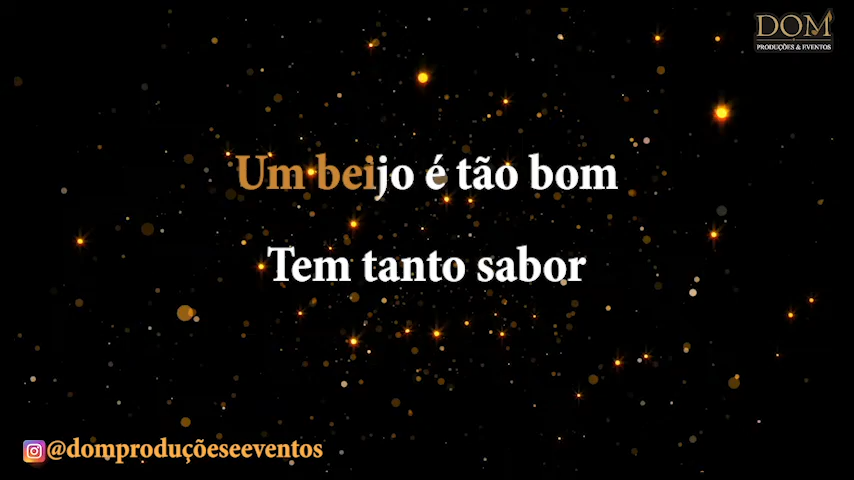 DOM
PRODUÇÕES & EVENTOS
Um beijo é tão bom
Tem tanto sabor
@domproduçõeseeventos